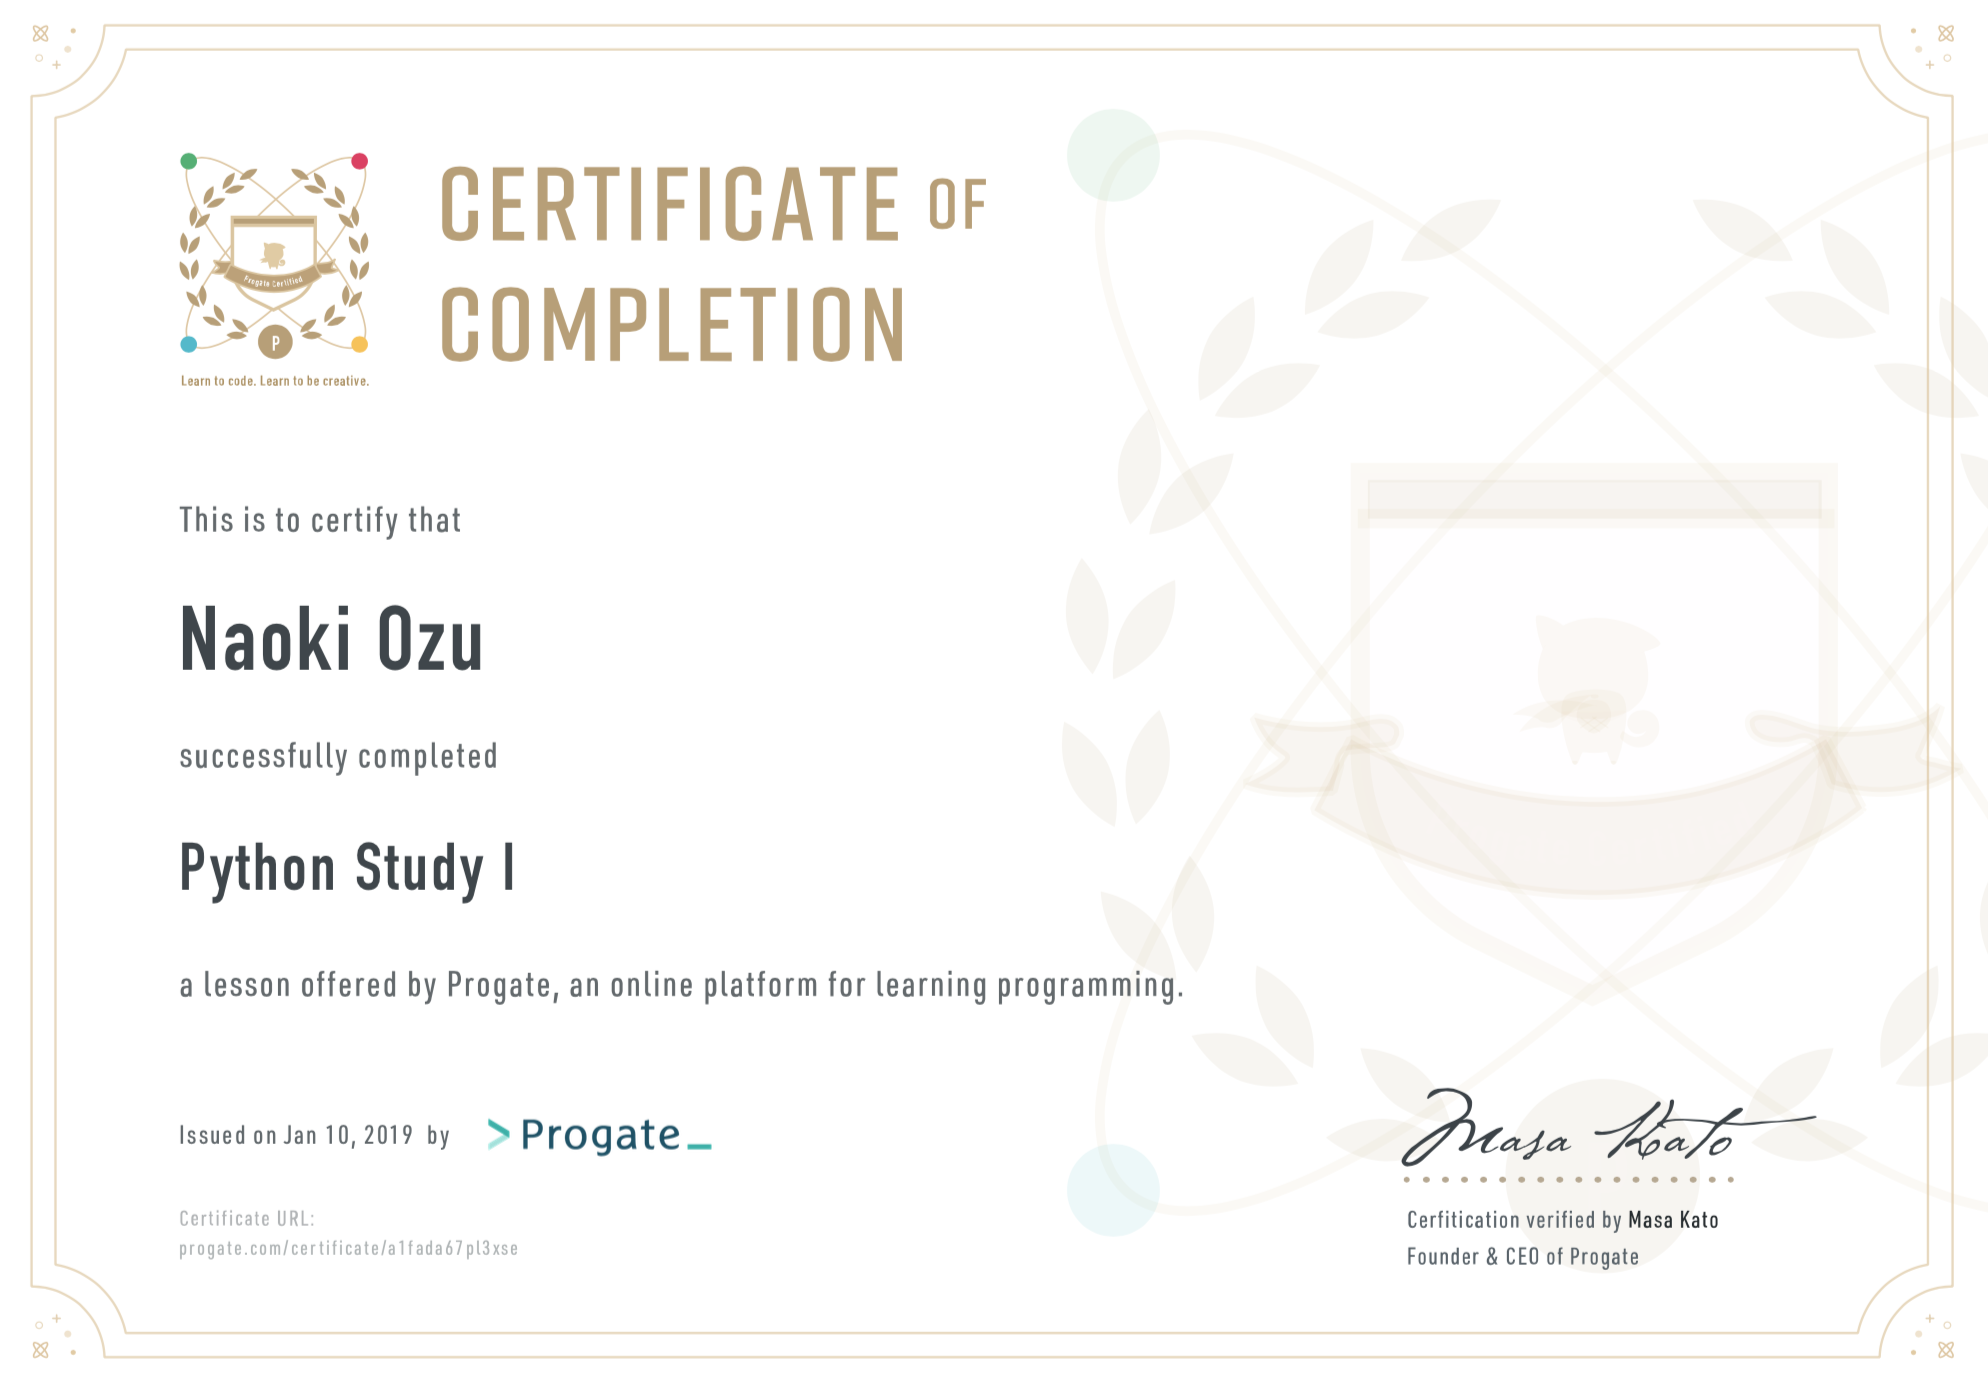 CERTIFICATE OF
COMPLETION
Progate Certified
P
Learn to code. Learn to be creative.
This is to certify that
Naoki Ozu
successfully completed
Python Study I
a lesson offered by Progate, an online platform for learning programming.
Issued on Jan 10, 2019 by
Progate
Masa Kato
Certificate URL:
progate.com/certificate/a1fada67pl3xse
Cerfitication verified by Masa Kato
Founder & CEO of Progate